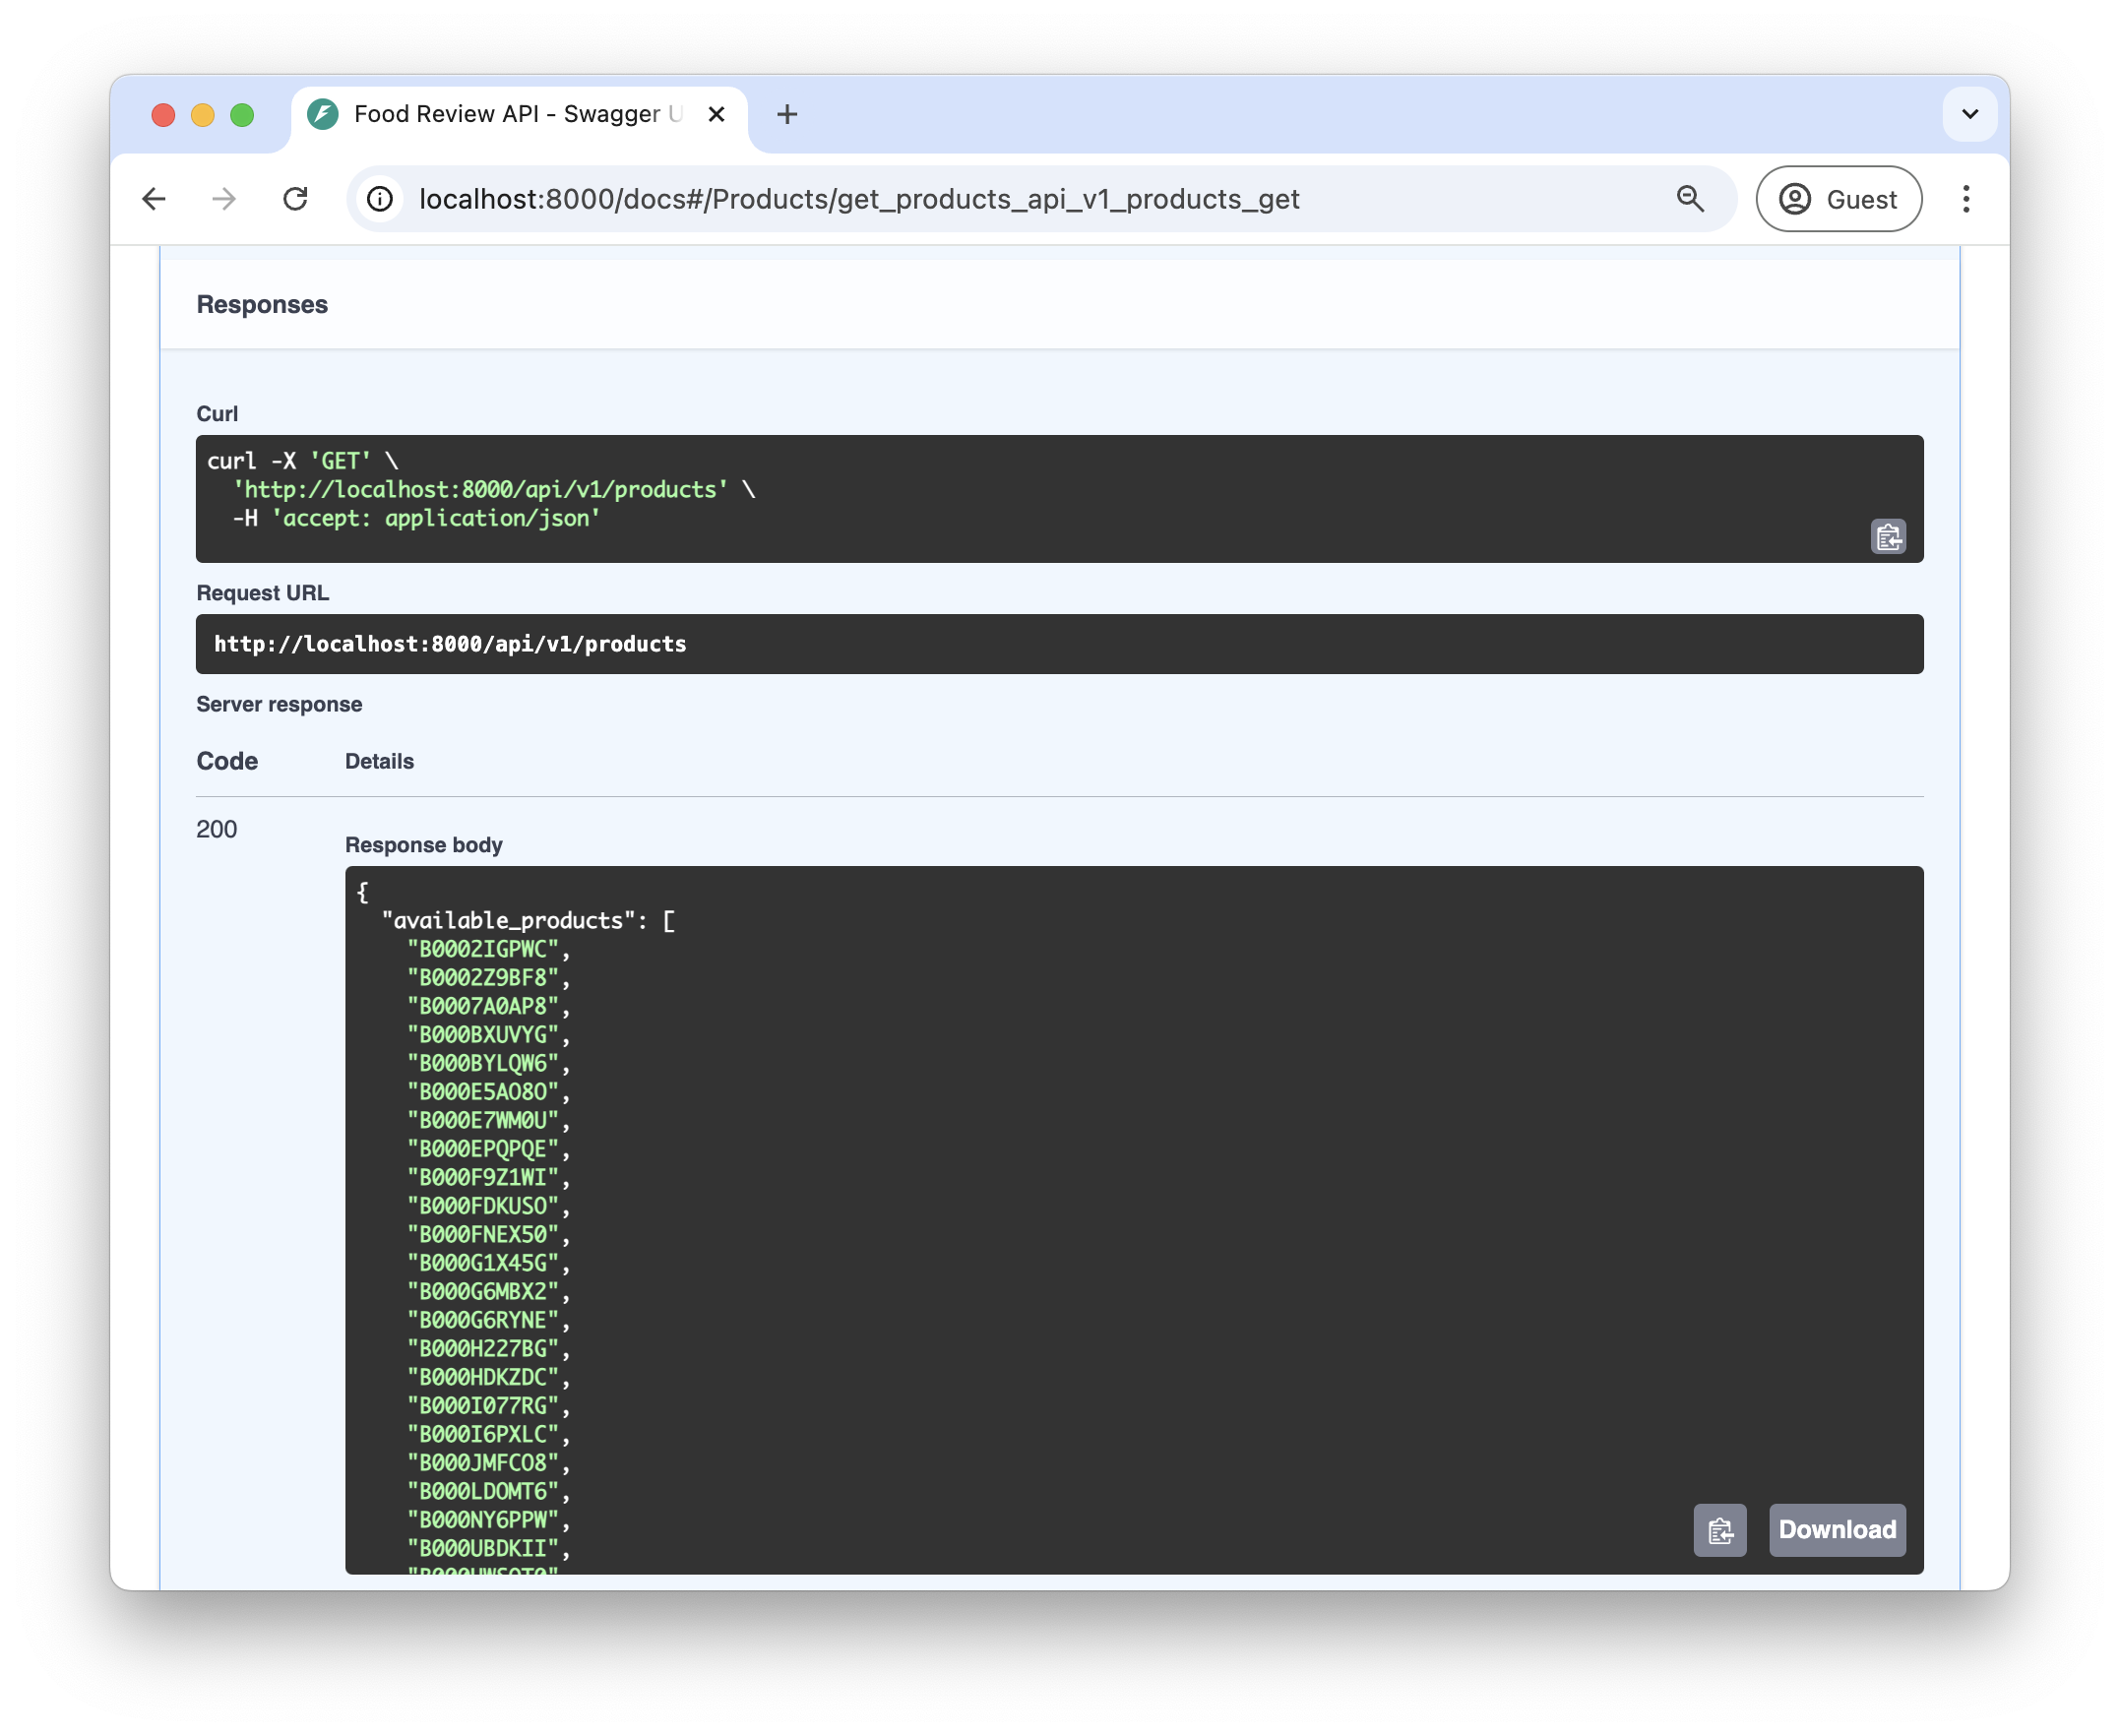 Food Review API - Swagger U
localhost:8000/docs#/Products/get_products_api_v1_products_get
Guest
Responses
Curl
curl -X 'GET' \
'http://localhost:8000/api/v1/products' \
-H 'accept: application/json'
Request URL
http://localhost:8000/api/v1/products
Server response
Code Details
200
Response body
{
"available_products": [
"B0002IGPWC",
"B0002Z9BF8",
"B0007A0AP8",
"B000BXUVYG",
"B000BYLQW6",
"B000E5AO8O",
"B000E7WM0U",
"B000EPQPQE",
"B000F9Z1WI",
"B000FDKUSO",
"B000FNEX50",
"B000G1X45G",
"B000G6MBX2",
"B000G6RYNE",
"B000H227BG",
"B000HDKZDC",
"B000I077RG",
"B000I6PXLC",
"B000JMFCO8",
"B000LDOMT6",
"B000NY6PPW",
"B000UBDKII",
Download